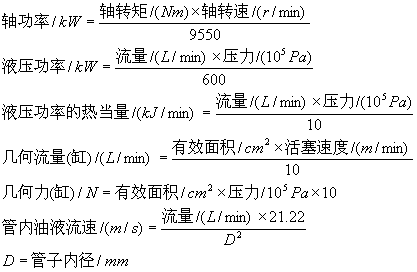 轴功率/kW=轴转矩/(Nm)×轴转速/(r/min)/9550
液压功率/kW=流量/(L/min)×压力/(10⁵Pa)/600
液压功率的热当量/(kJ/min)=流量/(L/min)×压力/(10⁵Pa)/10
几何流量(缸)/(L/min)=有效面积/cm²×活塞速度/(m/min)/10
几何力(缸)/N=有效面积/cm²×压力/10⁵Pa×10
管内油液流速/(m/s)=流量/(L/min)×21.22/D²
D=管子内径/mm